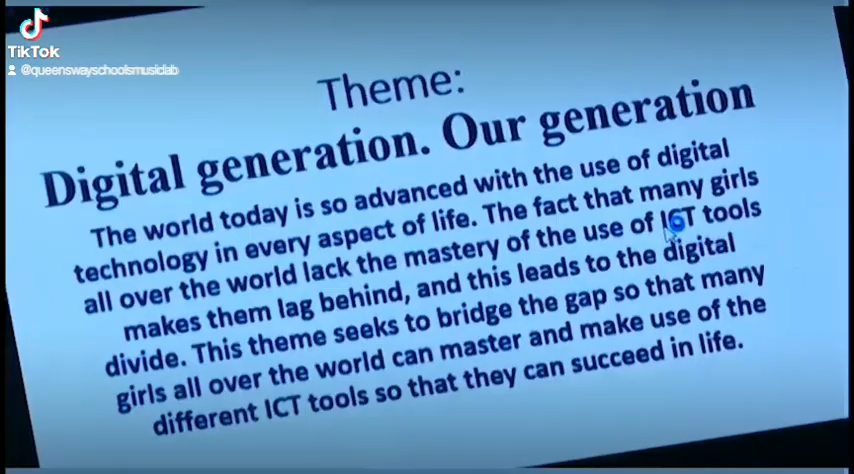 TikTok
@queenswayschoolsmusiclab
Theme:
Digital generation. Our generation
The world today is so advanced with the use of digital
technology in every aspect of life. The fact that many girls
all over the world lack the mastery of the use of ICT tools
makes them lag behind, and this leads to the digital
divide. This theme seeks to bridge the gap so that many
girls all over the world can master and make use of the
different ICT tools so that they can succeed in life.